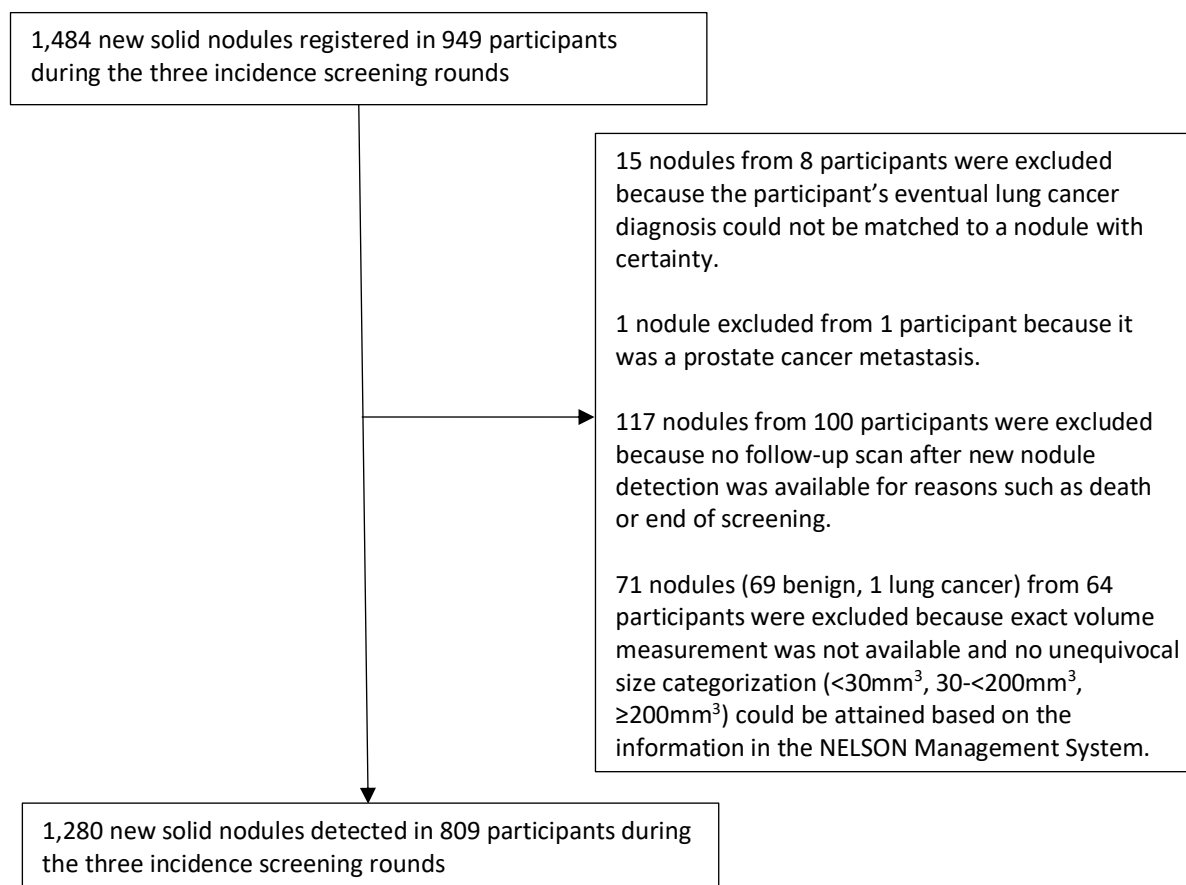 1,484 new solid nodules registered in 949 participants
during the three incidence screening rounds
15 nodules from 8 participants were excluded
because the participant’s eventual lung cancer
diagnosis could not be matched to a nodule with
certainty.
1 nodule excluded from 1 participant because it
was a prostate cancer metastasis.
117 nodules from 100 participants were excluded
because no follow-up scan after new nodule
detection was available for reasons such as death
or end of screening.
71 nodules (69 benign, 1 lung cancer) from 64
participants were excluded because exact volume
measurement was not available and no unequivocal
size categorization (<30mm³, 30-<200mm³,
≥200mm³) could be attained based on the
information in the NELSON Management System.
1,280 new solid nodules detected in 809 participants during
the three incidence screening rounds